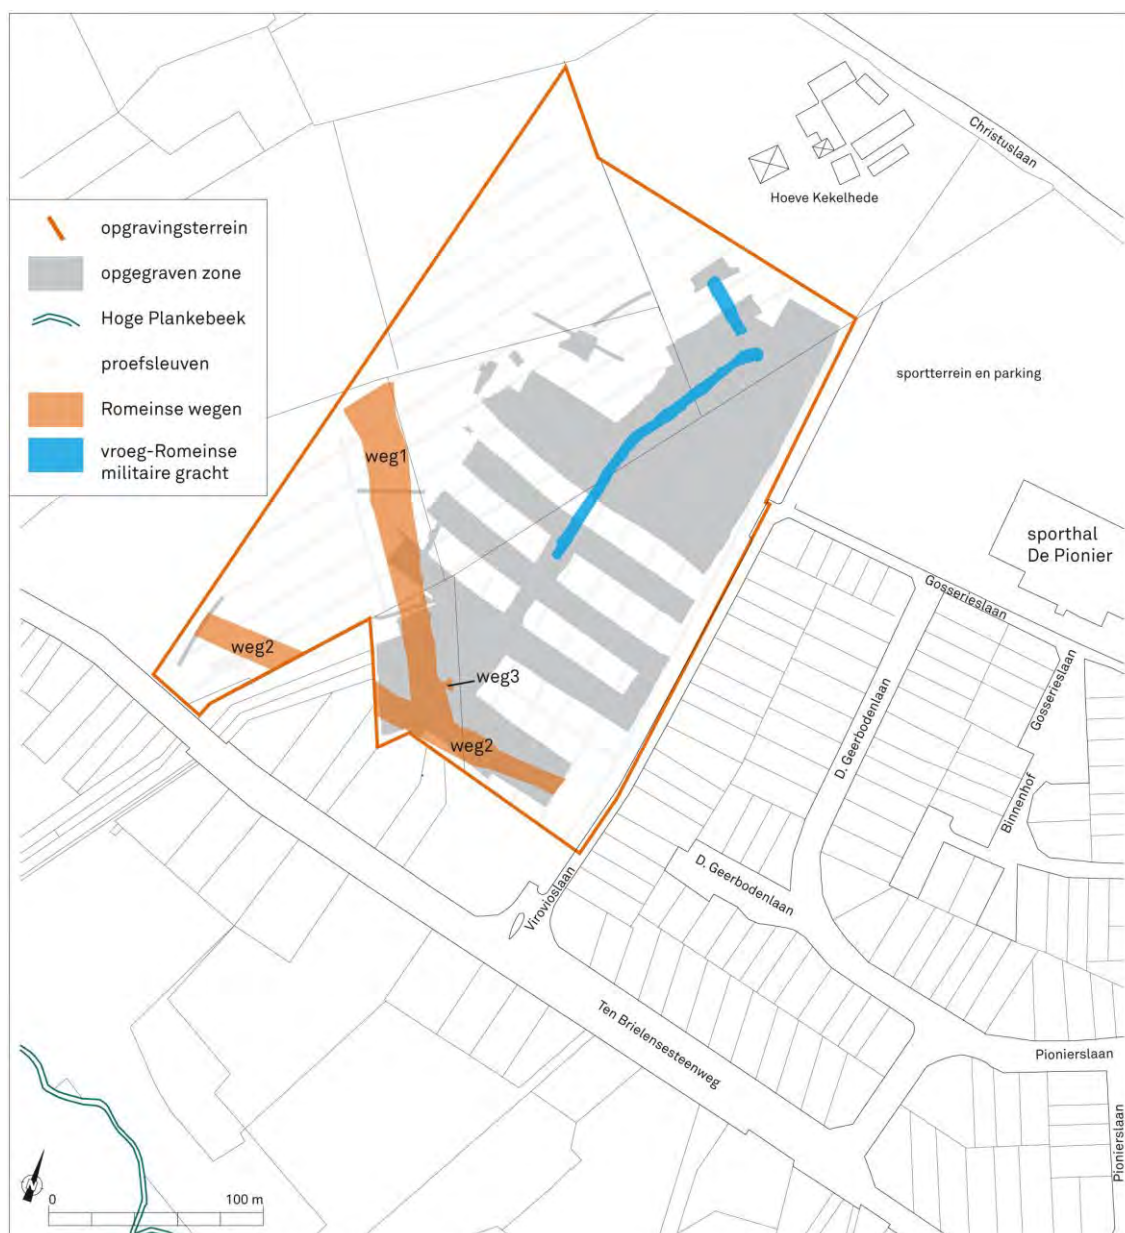 Christuslaan
Hoeve Kekelhede
opgravingsterrein
opgegraven zone
Hoge Plankebeek
proefsleuven
Romeinse wegen
vroeg-Romeinse
militaire gracht
sportterrein en parking
weg1
sporthal
De Pionier
Gosserieslaan
weg2
weg3
Gosserieslaan
D. Geerbodenlaan
weg2
Binnenhof
D. Geerbodenlaan
Virovioslaan
Ten Brielensesteenweg
Pionierslaan
Pionierslaan
N
0 100 m